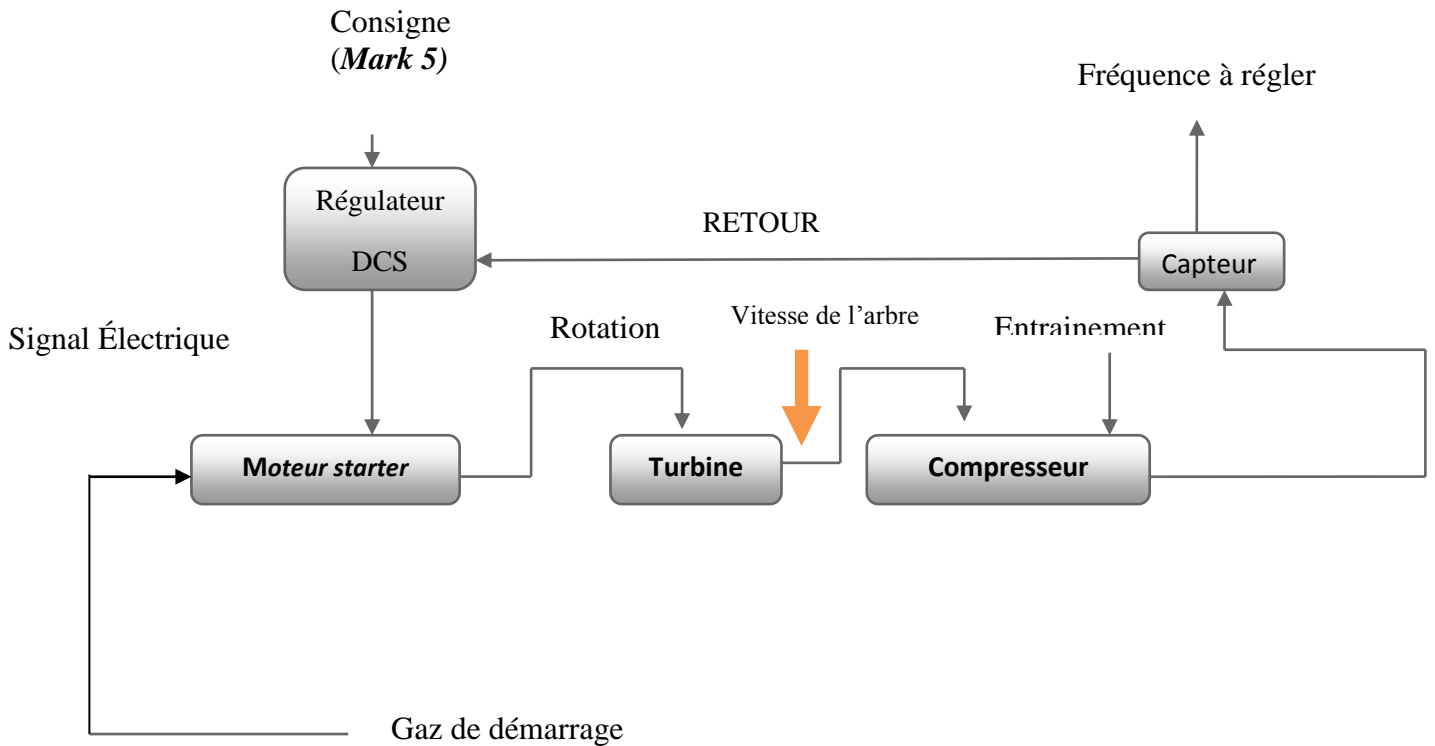 Consigne
(Mark 5)
Fréquence à régler
Régulateur
DCS
RETOUR
Capteur
Signal Électrique
Rotation
Vitesse de l’arbre
Entrainement
Moteur starter
Turbine
Compresseur
Gaz de démarrage